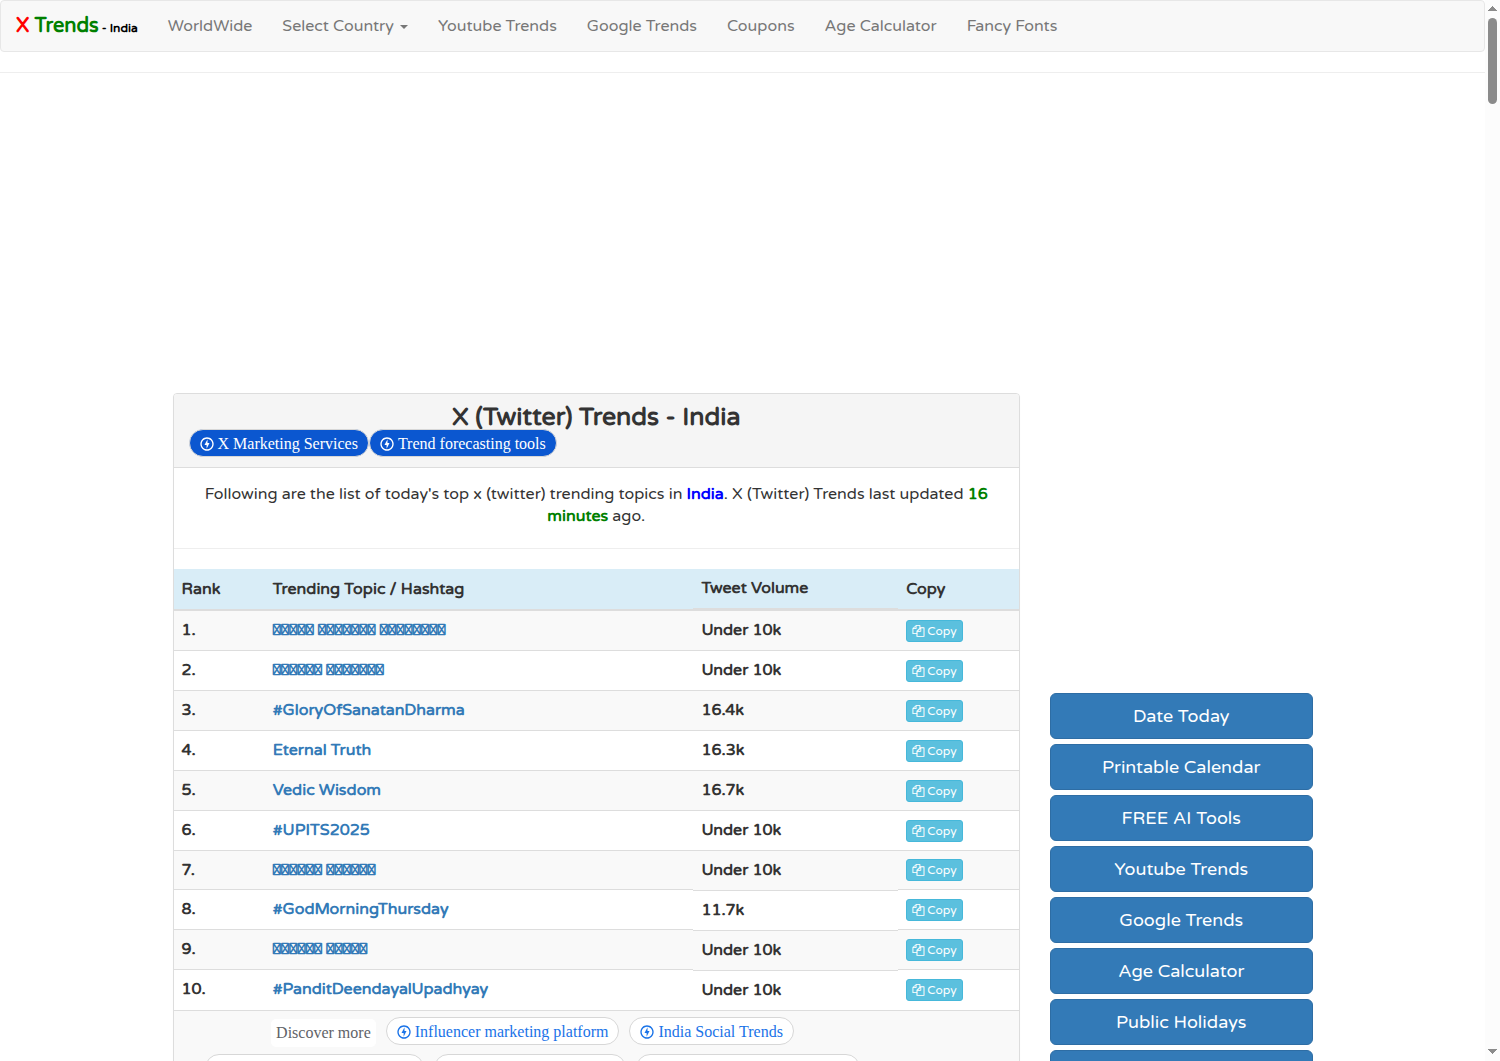 X Trends - India
WorldWide
Select Country
Youtube Trends
Google Trends
Coupons
Age Calculator
Fancy Fonts
X (Twitter) Trends - India
X Marketing Services
Trend forecasting tools
Following are the list of today's top x (twitter) trending topics in India. X (Twitter) Trends last updated 16
minutes ago.
Rank Trending Topic / Hashtag Tweet Volume Copy
1. Under 10k Copy
2. Under 10k Copy
3. #GloryOfSanatanDharma 16.4k Copy
4. Eternal Truth 16.3k Copy
5. Vedic Wisdom 16.7k Copy
6. #UPITS2025 Under 10k Copy
7. Under 10k Copy
8. #GodMorningThursday 11.7k Copy
9. Under 10k Copy
10. #PanditDeendayalUpadhyay Under 10k Copy
Discover more
Influencer marketing platform
India Social Trends
Date Today
Printable Calendar
FREE AI Tools
Youtube Trends
Google Trends
Age Calculator
Public Holidays